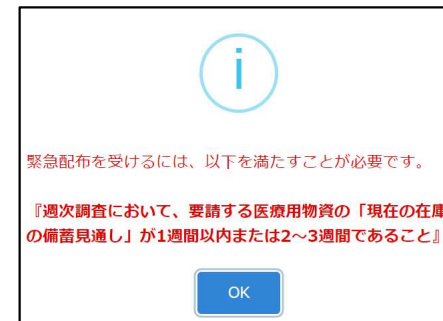 i
緊急配布を受けるには、以下を満たすことが必要です。
『週次調査において、要請する医療用物資の「現在の在庫
の備蓄見通し」が1週間以内または2～3週間であること』
OK